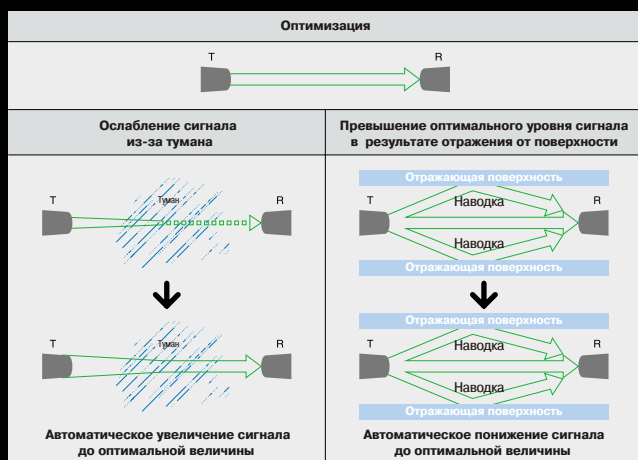 Оптимизация
T R
Ослабление сигнала
из-за тумана
Превышение оптимального уровня сигнала
в результате отражения от поверхности
T Туман R
Отражающая поверхность
T Наводка R
Наводка
Отражающая поверхность
T Туман R
Отражающая поверхность
T Наводка R
Наводка
Отражающая поверхность
Автоматическое увеличение сигнала
до оптимальной величины
Автоматическое понижение сигнала
до оптимальной величины